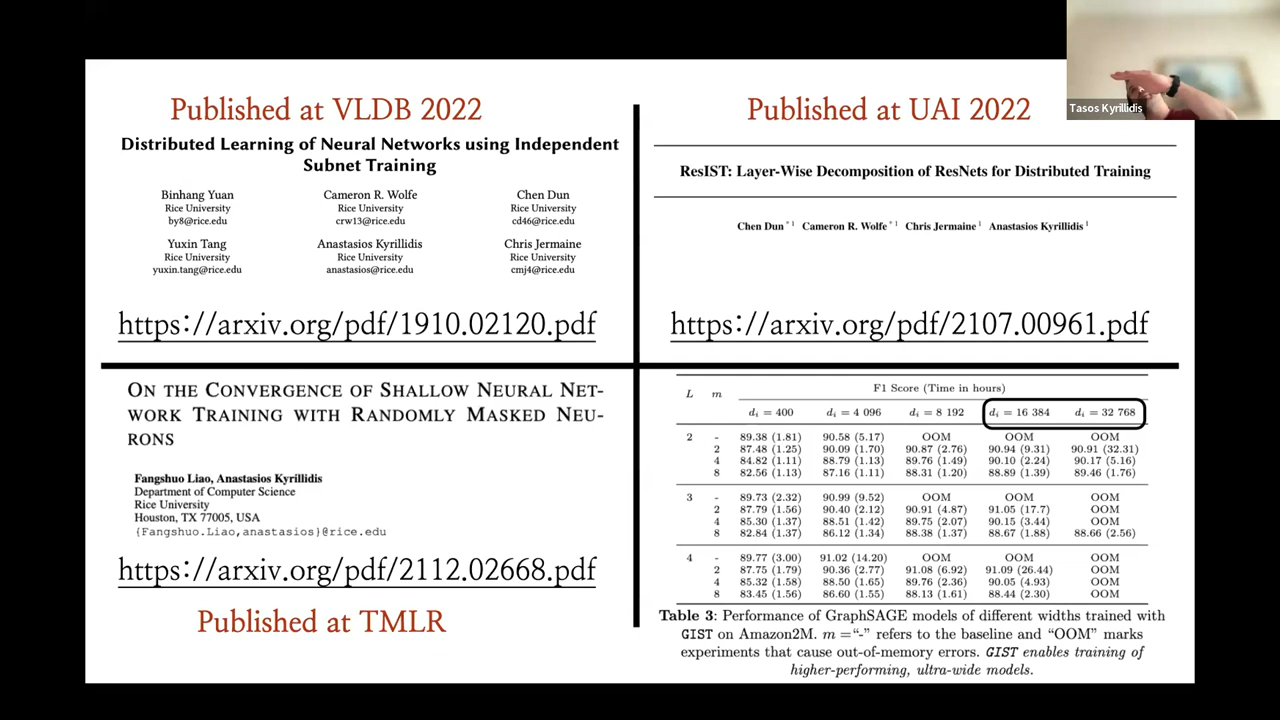 Tasos Kyrillidis
Published at VLDB 2022
Distributed Learning of Neural Networks using Independent
Subnet Training
Binhang Yuan Cameron R. Wolfe Chen Dun
Rice University Rice University Rice University
by8@rice.edu crw13@rice.edu cd46@rice.edu
Yuxin Tang Anastasios Kyrillidis Chris Jermaine
Rice University Rice University Rice University
yuxin.tang@rice.edu anastasios@rice.edu cmj4@rice.edu
https://arxiv.org/pdf/1910.02120.pdf
Published at UAI 2022
ResIST: Layer-Wise Decomposition of ResNets for Distributed Training
Chen Dun * 1 Cameron R. Wolfe * 1 Chris Jermaine 1 Anastasios Kyrillidis 1
https://arxiv.org/pdf/2107.00961.pdf
ON THE CONVERGENCE OF SHALLOW NEURAL NET-
WORK TRAINING WITH RANDOMLY MASKED NEU-
RONS
Fangshuo Liao, Anastasios Kyrillidis
Department of Computer Science
Rice University
Houston, TX 77005, USA
{Fangshuo.Liao,anastasios}@rice.edu
https://arxiv.org/pdf/2112.02668.pdf
Published at TMLR
F1 Score (Time in hours)
L m dᵢ = 400 dᵢ = 4 096 dᵢ = 8 192 dᵢ = 16 384 dᵢ = 32 768
2 - 89.38 (1.81) 90.58 (5.17) OOM OOM OOM
2 87.48 (1.25) 90.09 (1.70) 90.87 (2.76) 90.94 (9.31) 90.91 (32.31)
4 84.82 (1.11) 88.79 (1.13) 89.76 (1.49) 90.10 (2.24) 90.17 (5.16)
8 82.56 (1.13) 87.16 (1.11) 88.31 (1.20) 88.89 (1.39) 89.46 (1.76)
3 - 89.73 (2.32) 90.99 (9.52) OOM OOM OOM
2 87.79 (1.56) 90.40 (2.12) 90.91 (4.87) 91.05 (17.7) OOM
4 85.30 (1.37) 88.51 (1.42) 89.75 (2.07) 90.15 (3.44) OOM
8 82.84 (1.37) 86.12 (1.34) 88.38 (1.37) 88.67 (1.88) 88.66 (2.56)
4 - 89.77 (3.00) 91.02 (14.20) OOM OOM OOM
2 87.75 (1.79) 90.36 (2.77) 91.08 (6.92) 91.09 (26.44) OOM
4 85.32 (1.58) 88.50 (1.65) 89.76 (2.36) 90.05 (4.93) OOM
8 83.45 (1.56) 86.60 (1.55) 88.13 (1.61) 88.44 (2.30) OOM
Table 3: Performance of GraphSAGE models of different widths trained with
GIST on Amazon2M. m =“-” refers to the baseline and “OOM” marks
experiments that cause out-of-memory errors. GIST enables training of
higher-performing, ultra-wide models.